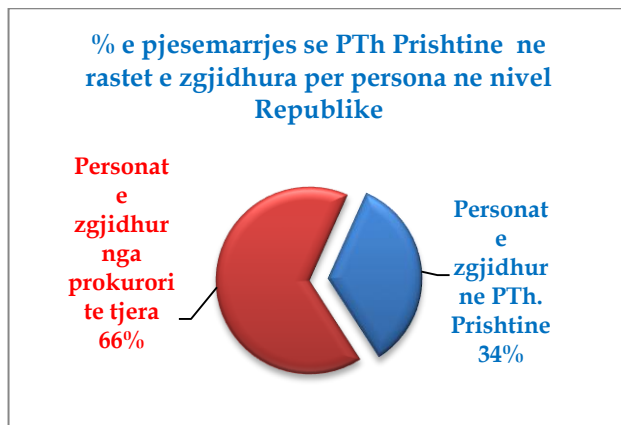 % e pjesemarrjes se PTh Prishtine ne
rastet e zgjidhura per persona ne nivel
Republike
Personat
e
zgjidhur
nga
prokurori
te tjera
66%
Personat
e
zgjidhur
ne PTh.
Prishtine
34%